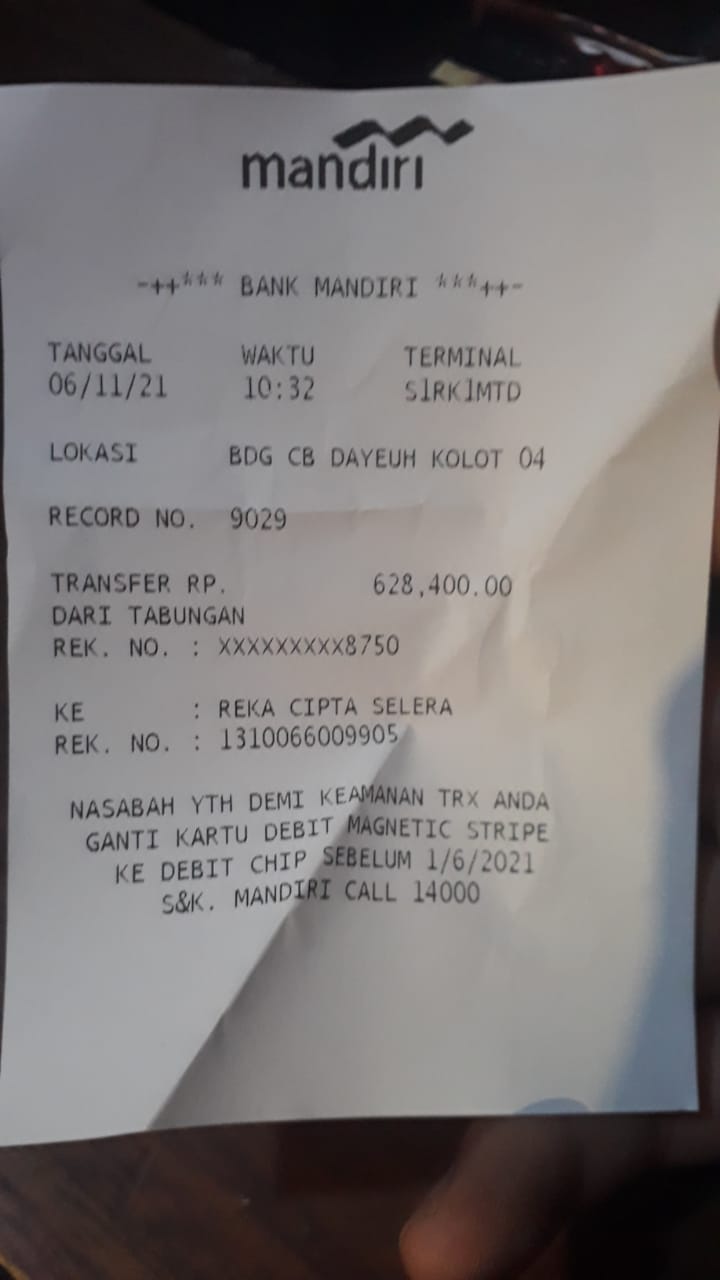 mandiri
-++*** BANK MANDIRI ***++-
TANGGAL WAKTU TERMINAL
06/11/21 10:32 S1RK1MTD
LOKASI BDG CB DAYEUH KOLOT 04
RECORD NO. 9029
TRANSFER RP. 628,400.00
DARI TABUNGAN
REK. NO. : XXXXXXXXX8750
KE : REKA CIPTA SELERA
REK. NO. : 1310066009905
NASABAH YTH DEMI KEAMANAN TRX ANDA
GANTI KARTU DEBIT MAGNETIC STRIPE
KE DEBIT CHIP SEBELUM 1/6/2021
S&K. MANDIRI CALL 14000